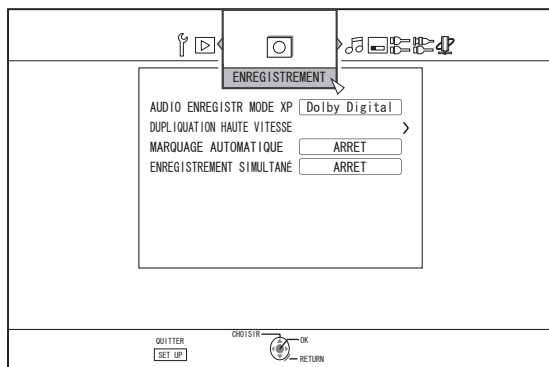 ENREGISTREMENT
AUDIO ENREGISTR MODE XP Dolby Digital
DUPLIQUATION HAUTE VITESSE
MARQUAGE AUTOMATIQUE ARRET
ENREGISTREMENT SIMULTANÉ ARRET
QUITTER
SET UP
CHOISIR
OK
RETURN